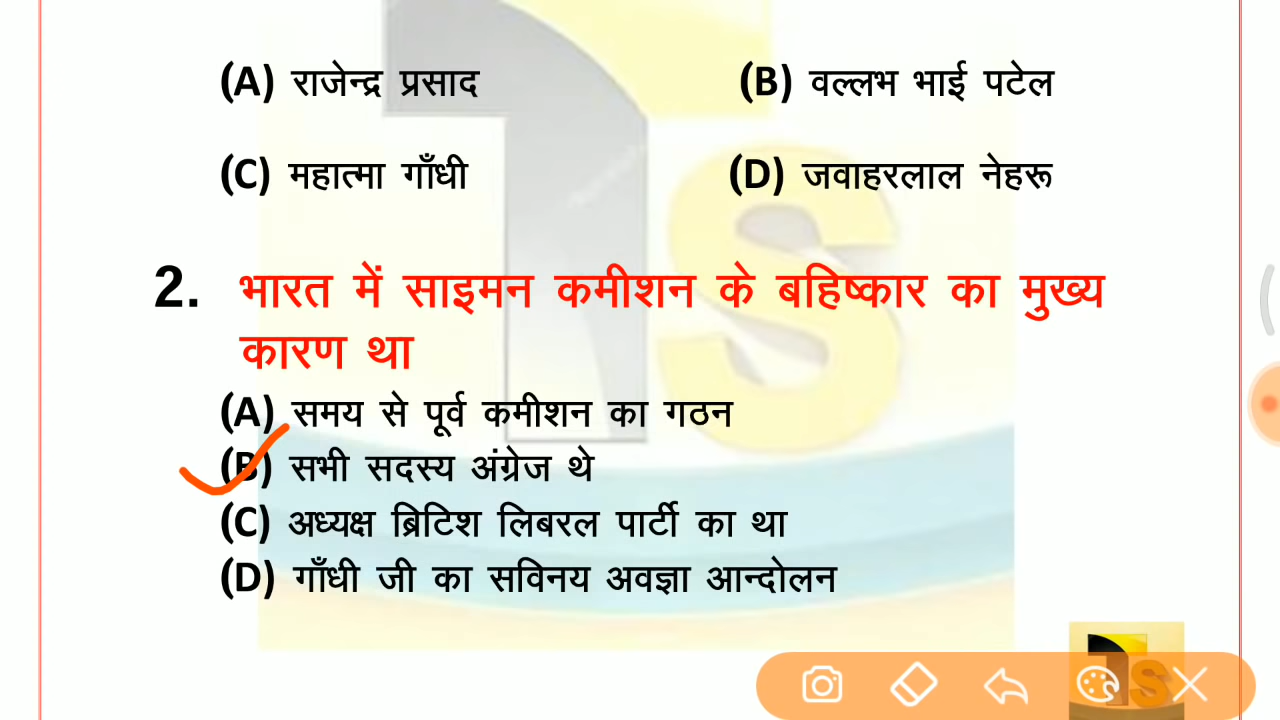 (A) राजेन्द्र प्रसाद (B) वल्लभ भाई पटेल
(C) महात्मा गाँधी (D) जवाहरलाल नेहरू
2. भारत में साइमन कमीशन के बहिष्कार का मुख्य
कारण था
(A) समय से पूर्व कमीशन का गठन
(B) सभी सदस्य अंग्रेज थे
(C) अध्यक्ष ब्रिटिश लिबरल पार्टी का था
(D) गाँधी जी का सविनय अवज्ञा आन्दोलन